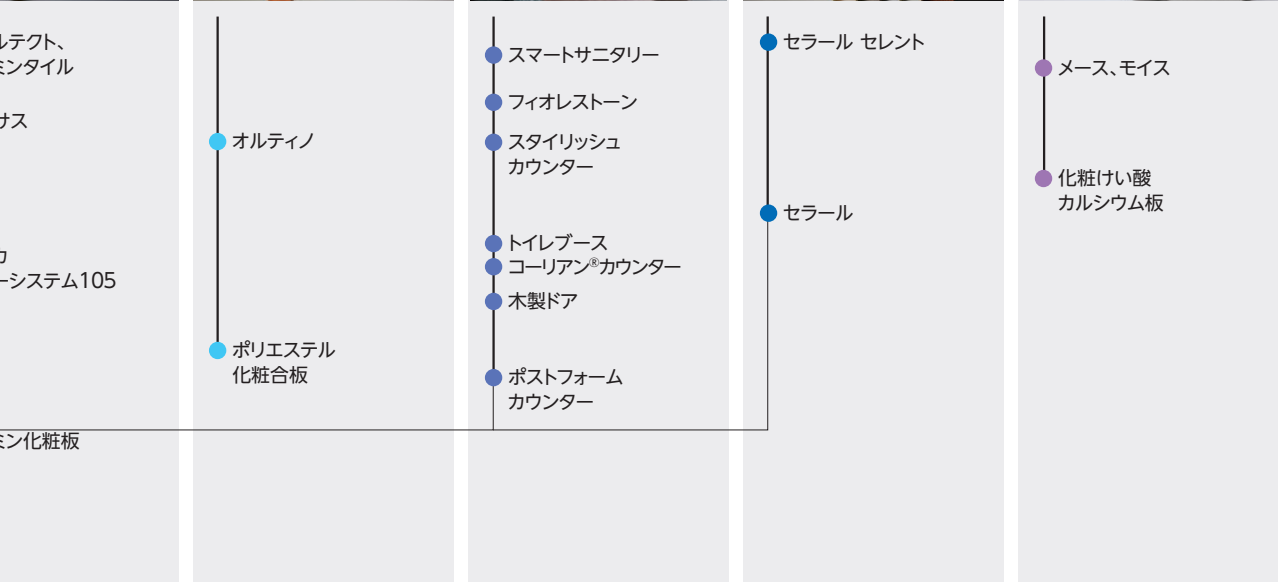 ルテクト、
ミンタイル
サス
ーシステム105
ミン化粧板
オルティノ
ポリエステル
化粧合板
スマートサニタリー
フィオレストーン
スタイリッシュ
カウンター
トイレブース
コーリアン®カウンター
木製ドア
ポストフォーム
カウンター
セラール セレント
セラール
メース、モイス
化粧けい酸
カルシウム板